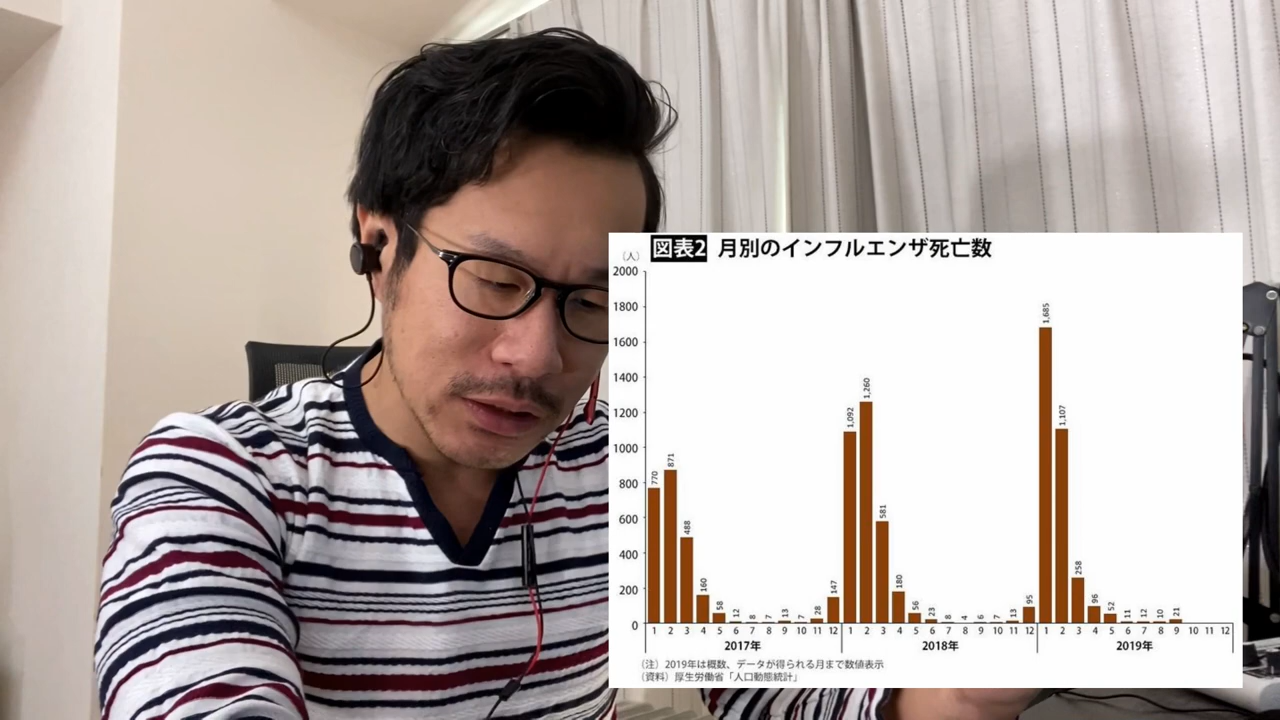 図表2 月別のインフルエンザ死亡数
(人)
2000
1800
1600
1400
1200
1000
800
600
400
200
0
770 871 488 160 58 12 8 7 13 7 28 147 1,092 1,260 581 180 56 23 8 4 6 7 13 95 1,685 1,107 258 96 52 11 12 10 21
1 2 3 4 5 6 7 8 9 10 11 12 1 2 3 4 5 6 7 8 9 10 11 12 1 2 3 4 5 6 7 8 9 10 11 12
2017年 2018年 2019年
(注) 2019年は概数、データが得られる月まで数値表示
(資料) 厚生労働省「人口動態統計」